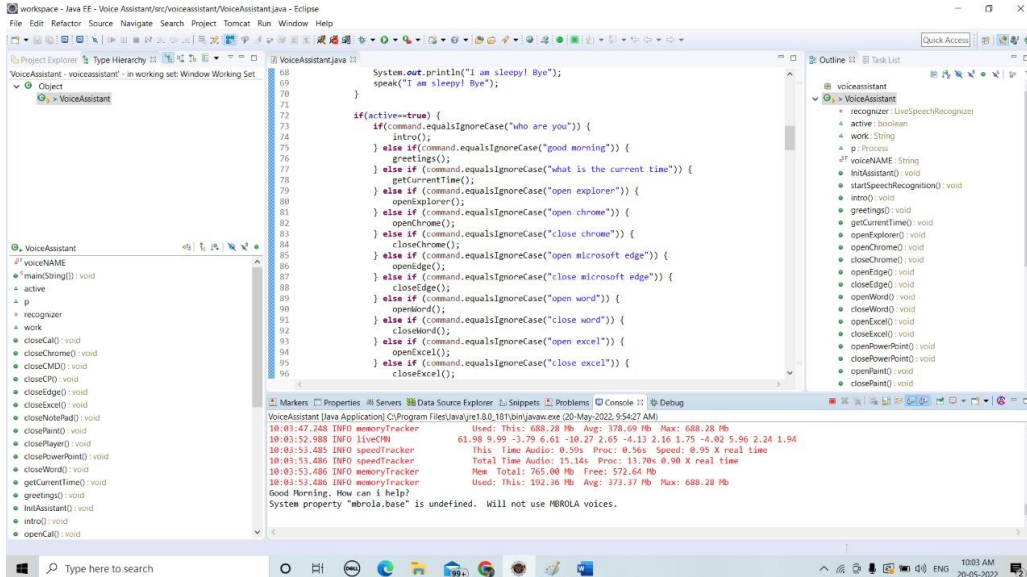 workspace - Java EE - Voice Assistant/src/voiceassistant/VoiceAssistant.java - Eclipse
File Edit Refactor Source Navigate Search Project Tomcat Run Window Help
Quick Access
Project Explorer Type Hierarchy
'VoiceAssistant - voiceassistant' - in working set: Window Working Set
Object
> VoiceAssistant
VoiceAssistant
voiceNAME
main(String[]) : void
active
p
recognizer
work
closeCal() : void
closeChrome() : void
closeCMD() : void
closeCP() : void
closeEdge() : void
closeExcel() : void
closeNotePad() : void
closePaint() : void
closePlayer() : void
closePowerPoint() : void
closeWord() : void
getCurrentTime() : void
greetings() : void
InitAssistant() : void
intro() : void
openCal() : void
VoiceAssistant.java
68 System.out.println("I am sleepy! Bye");
69 speak("I am sleepy! Bye");
70 }
71
72 if(active==true) {
73 if(command.equalsIgnoreCase("who are you")) {
74 intro();
75 } else if(command.equalsIgnoreCase("good morning")) {
76 greetings();
77 } else if (command.equalsIgnoreCase("what is the current time")) {
78 getCurrentTime();
79 } else if (command.equalsIgnoreCase("open explorer")) {
80 openExplorer();
81 } else if (command.equalsIgnoreCase("open chrome")) {
82 openChrome();
83 } else if (command.equalsIgnoreCase("close chrome")) {
84 closeChrome();
85 } else if (command.equalsIgnoreCase("open microsoft edge")) {
86 openEdge();
87 } else if (command.equalsIgnoreCase("close microsoft edge")) {
88 closeEdge();
89 } else if (command.equalsIgnoreCase("open word")) {
90 openWord();
91 } else if (command.equalsIgnoreCase("close word")) {
92 closeWord();
93 } else if (command.equalsIgnoreCase("open excel")) {
94 openExcel();
95 } else if (command.equalsIgnoreCase("close excel")) {
96 closeExcel();
Outline Task List
voiceassistant
> VoiceAssistant
recognizer : LiveSpeechRecognizer
active : boolean
work : String
p : Process
voiceNAME : String
InitAssistant() : void
startSpeechRecognition() : void
intro() : void
greetings() : void
getCurrentTime() : void
openExplorer() : void
openChrome() : void
closeChrome() : void
openEdge() : void
closeEdge() : void
openWord() : void
closeWord() : void
openExcel() : void
closeExcel() : void
openPowerPoint() : void
closePowerPoint() : void
openPaint() : void
closePaint() : void
Markers Properties Servers Data Source Explorer Snippets Problems Console Debug
VoiceAssistant [Java Application] C:\Program Files\Java\jre1.8.0_181\bin\javaw.exe (20-May-2022, 9:54:27 AM)
10:03:47.248 INFO memoryTracker Used: This: 688.28 Mb Avg: 378.69 Mb Max: 688.28 Mb
10:03:52.988 INFO liveCMN 61.98 9.99 -3.79 6.61 -10.27 2.65 -4.13 2.16 1.75 -4.02 5.96 2.24 1.94
10:03:53.485 INFO speedTracker This Time Audio: 0.59s Proc: 0.56s Speed: 0.95 X real time
10:03:53.486 INFO speedTracker Total Time Audio: 15.14s Proc: 13.70s 0.90 X real time
10:03:53.486 INFO memoryTracker Mem Total: 765.00 Mb Free: 572.64 Mb
10:03:53.486 INFO memoryTracker Used: This: 192.36 Mb Avg: 373.37 Mb Max: 688.28 Mb
Good Morning. How can i help?
System property "mbrola.base" is undefined. Will not use MBROLA voices.
Type here to search
DELL
99+
ENG
10:03 AM
20-05-2022